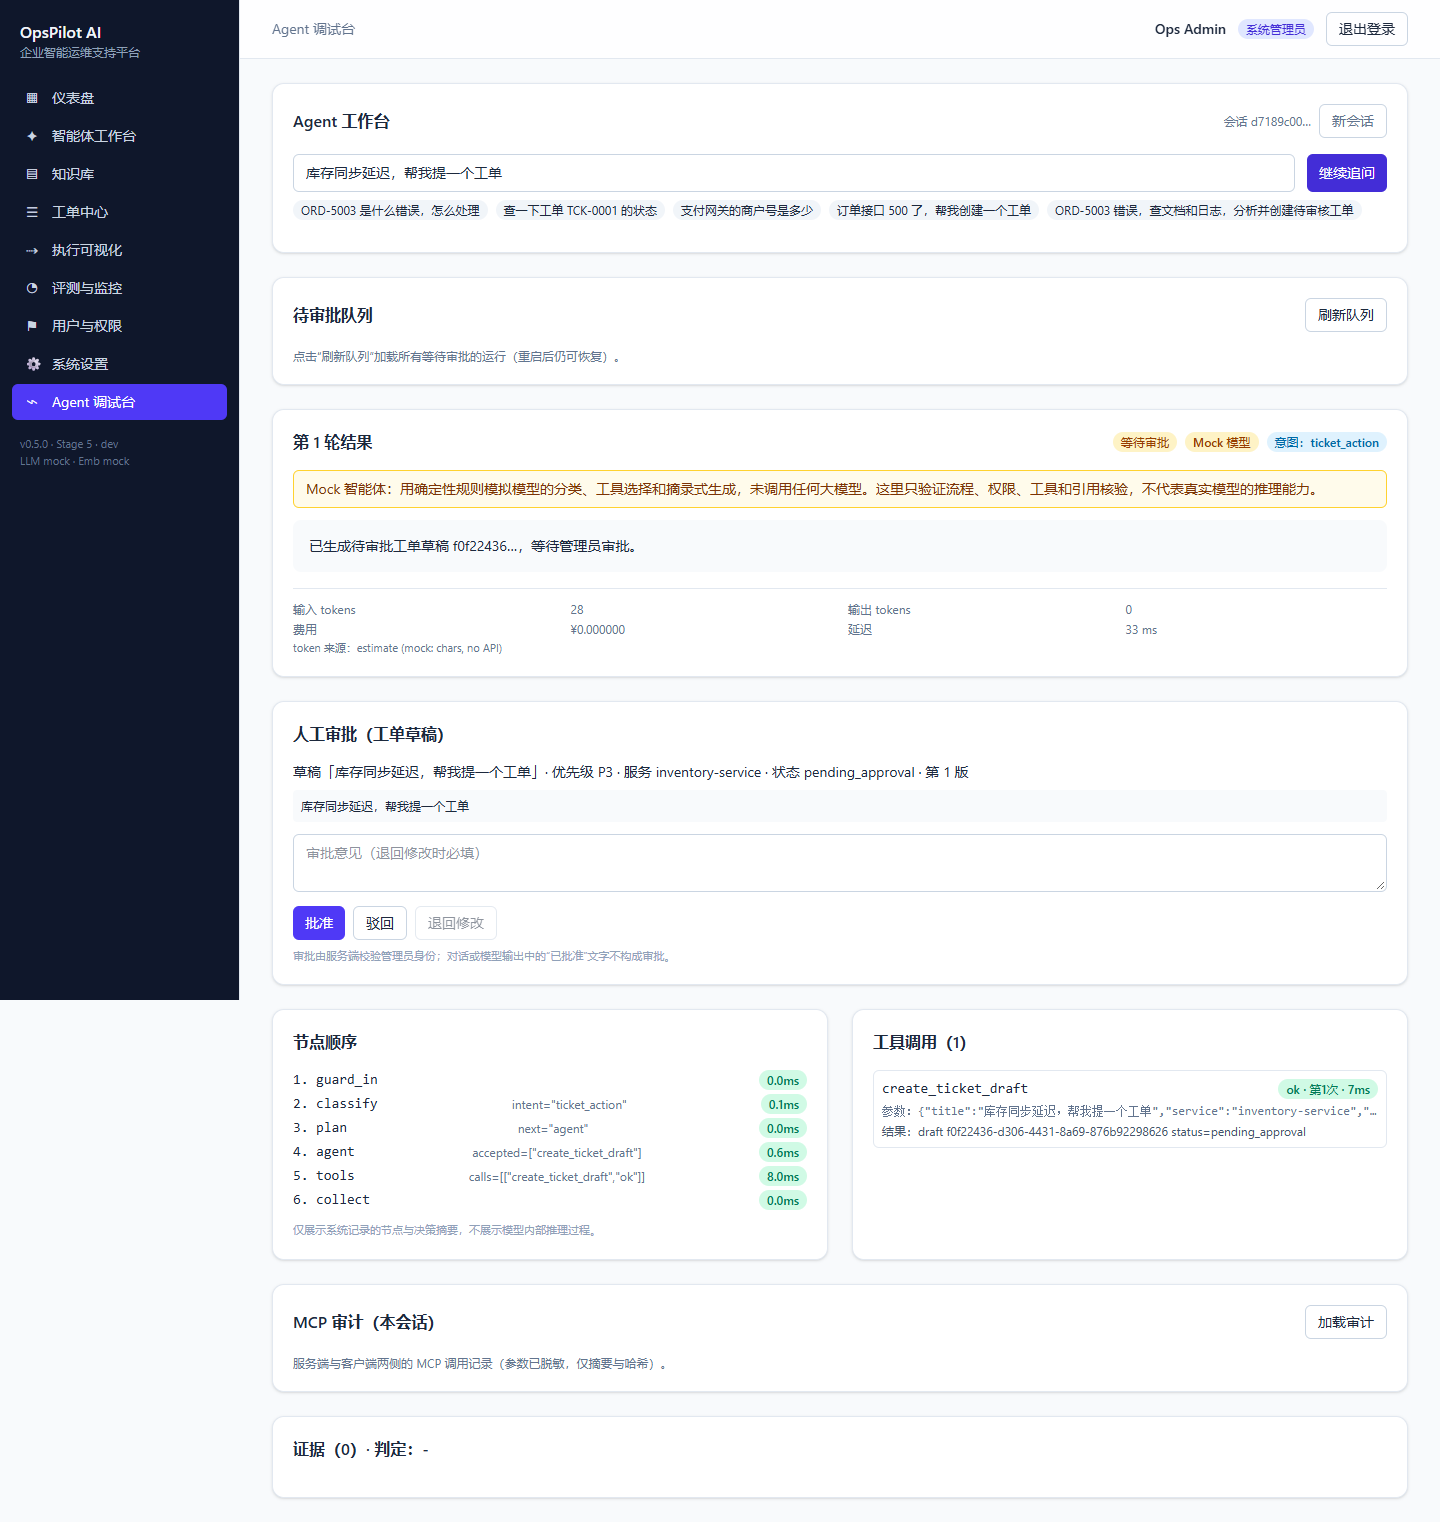 OpsPilot AI
企业智能运维支持平台
仪表盘
智能体工作台
知识库
工单中心
执行可视化
评测与监控
用户与权限
系统设置
Agent 调试台
v0.5.0 · Stage 5 · dev
LLM mock · Emb mock
Agent 调试台
Ops Admin 系统管理员 退出登录
Agent 工作台
会话 d7189c00... 新会话
库存同步延迟，帮我提一个工单 继续追问
ORD-5003 是什么错误，怎么处理 查一下工单 TCK-0001 的状态 支付网关的商户号是多少 订单接口 500 了，帮我创建一个工单 ORD-5003 错误，查文档和日志，分析并创建待审核工单
待审批队列 刷新队列
点击“刷新队列”加载所有等待审批的运行（重启后仍可恢复）。
第 1 轮结果 等待审批 Mock 模型 意图：ticket_action
Mock 智能体：用确定性规则模拟模型的分类、工具选择和摘录式生成，未调用任何大模型。这里只验证流程、权限、工具和引用核验，不代表真实模型的推理能力。
已生成待审批工单草稿 f0f22436...，等待管理员审批。
输入 tokens 28 输出 tokens 0
费用 ¥0.000000 延迟 33 ms
token 来源：estimate (mock: chars, no API)
人工审批（工单草稿）
草稿「库存同步延迟，帮我提一个工单」· 优先级 P3 · 服务 inventory-service · 状态 pending_approval · 第 1 版
库存同步延迟，帮我提一个工单
审批意见（退回修改时必填）
批准 驳回 退回修改
审批由服务端校验管理员身份；对话或模型输出中的“已批准”文字不构成审批。
节点顺序
1. guard_in 0.0ms
2. classify intent="ticket_action" 0.1ms
3. plan next="agent" 0.0ms
4. agent accepted=["create_ticket_draft"] 0.6ms
5. tools calls=[["create_ticket_draft","ok"]] 8.0ms
6. collect 0.0ms
仅展示系统记录的节点与决策摘要，不展示模型内部推理过程。
工具调用（1）
create_ticket_draft ok · 第1次 · 7ms
参数：{"title":"库存同步延迟，帮我提一个工单","service":"inventory-service","...
结果：draft f0f22436-d306-4431-8a69-876b92298626 status=pending_approval
MCP 审计（本会话） 加载审计
服务端与客户端两侧的 MCP 调用记录（参数已脱敏，仅摘要与哈希）。
证据（0）· 判定：-